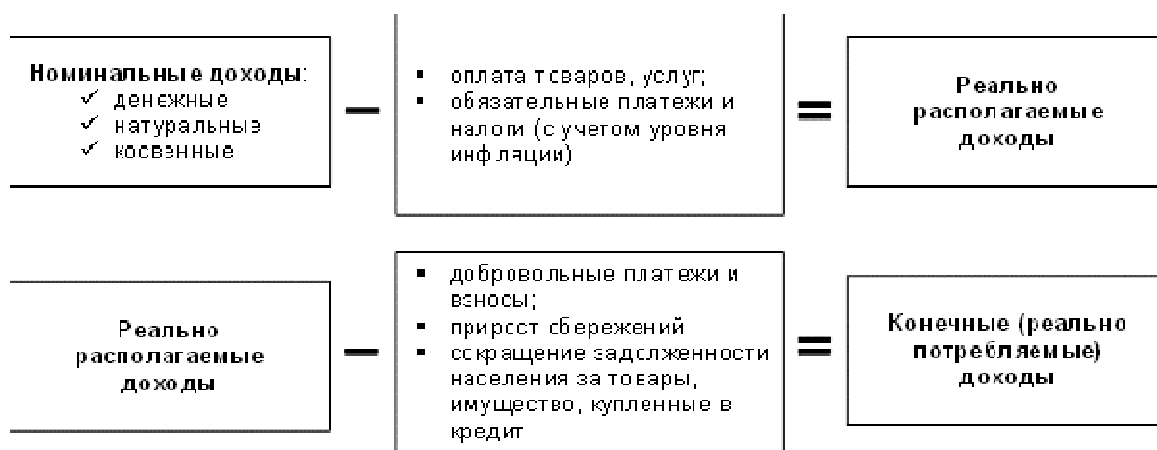 Номинальные доходы:
✓ денежные
✓ натуральные
✓ косвенные
−
▪ оплата товаров, услуг;
▪ обязательные платежи и
налоги (с учетом уровня
инфляции)
=
Реально
располагаемые
доходы
Реально
располагаемые
доходы
−
▪ добровольные платежи и
взносы;
▪ прирост сбережений
▪ сокращение задолженности
населения за товары,
имущество, купленные в
кредит
=
Конечные (реально
потребляемые)
доходы